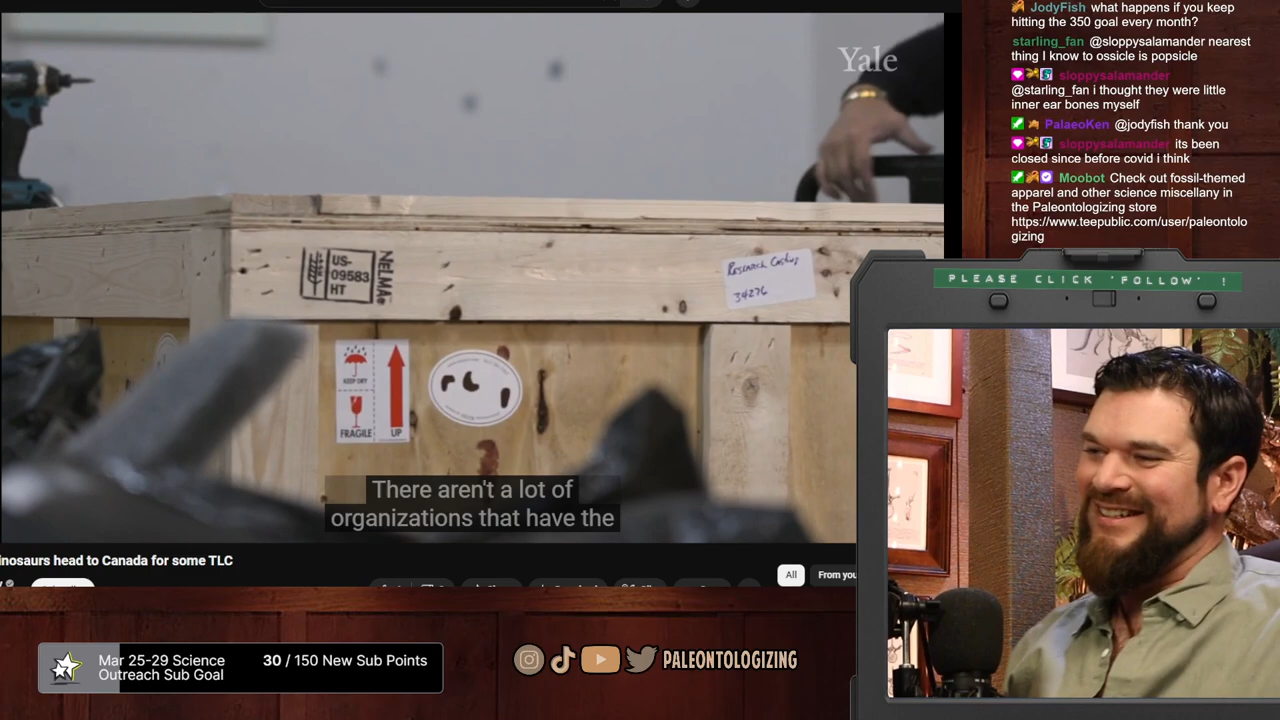 JodyFish what happens if you keep
hitting the 350 goal every month?
starling_fan @sloppysalamander nearest
thing I know to ossicle is popsicle
sloppysalamander
@starling_fan i thought they were little
inner ear bones myself
PalaeoKen @jodyfish thank you
sloppysalamander its been
closed since before covid i think
Moobot Check out fossil-themed
apparel and other science miscellany in
the Paleontologizing store
https://www.teepublic.com/user/paleontolo
gizing
Yale
US-
09583
HT
NELMA
Research Casting
34276
KEEP DRY
FRAGILE
UP
There aren't a lot of
organizations that have the
PLEASE CLICK 'FOLLOW' !
inosaurs head to Canada for some TLC
All
From you
Mar 25-29 Science
Outreach Sub Goal
30 / 150 New Sub Points
PALEONTOLOGIZING